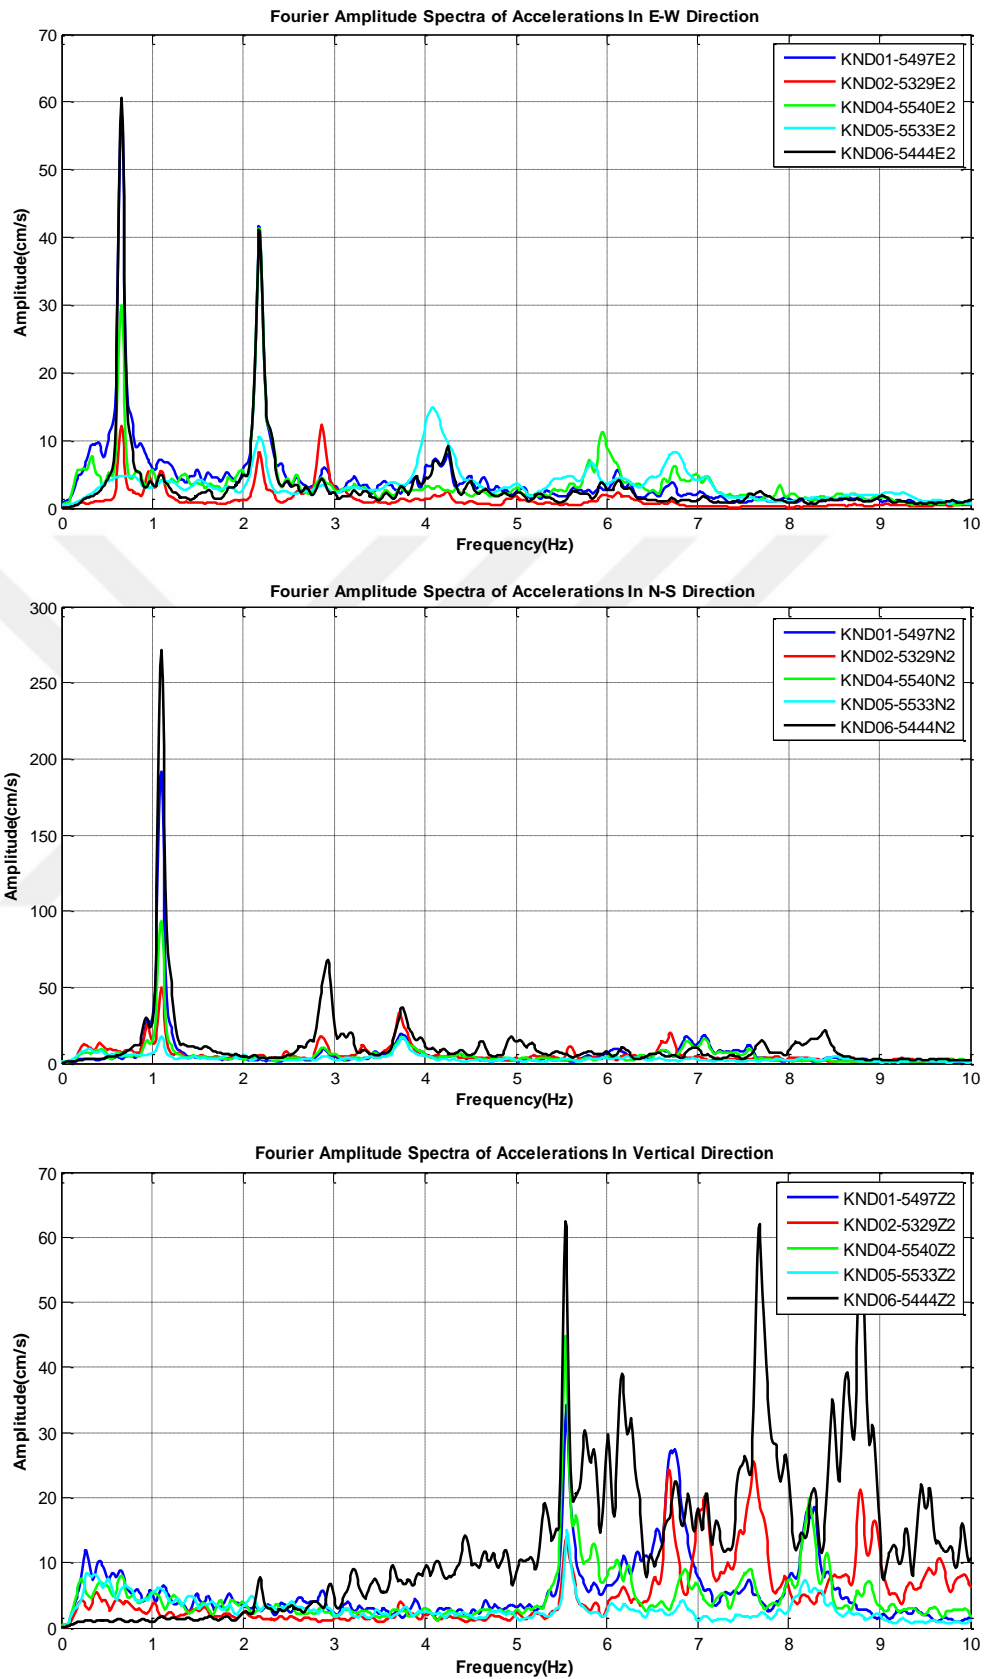 Fourier Amplitude Spectra of Accelerations In E-W Direction
70
60
50
40
30
20
10
0
Amplitude(cm/s)
KND01-5497E2
KND02-5329E2
KND04-5540E2
KND05-5533E2
KND06-5444E2
0 1 2 3 4 5 6 7 8 9 10
Frequency(Hz)
Fourier Amplitude Spectra of Accelerations In N-S Direction
300
250
200
150
100
50
0
Amplitude(cm/s)
KND01-5497N2
KND02-5329N2
KND04-5540N2
KND05-5533N2
KND06-5444N2
0 1 2 3 4 5 6 7 8 9 10
Frequency(Hz)
Fourier Amplitude Spectra of Accelerations In Vertical Direction
70
60
50
40
30
20
10
0
Amplitude(cm/s)
KND01-5497Z2
KND02-5329Z2
KND04-5540Z2
KND05-5533Z2
KND06-5444Z2
0 1 2 3 4 5 6 7 8 9 10
Frequency(Hz)